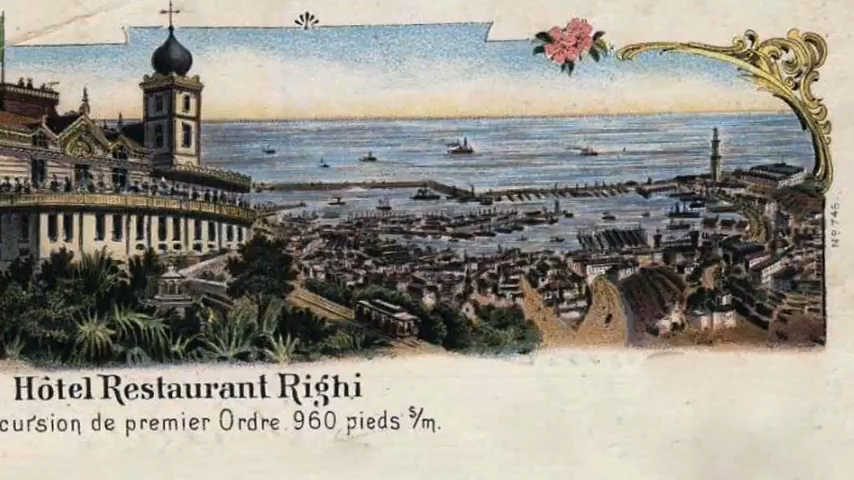 Hôtel Restaurant Righi
cursion de premier Ordre. 960 pieds s/m.
No 745.